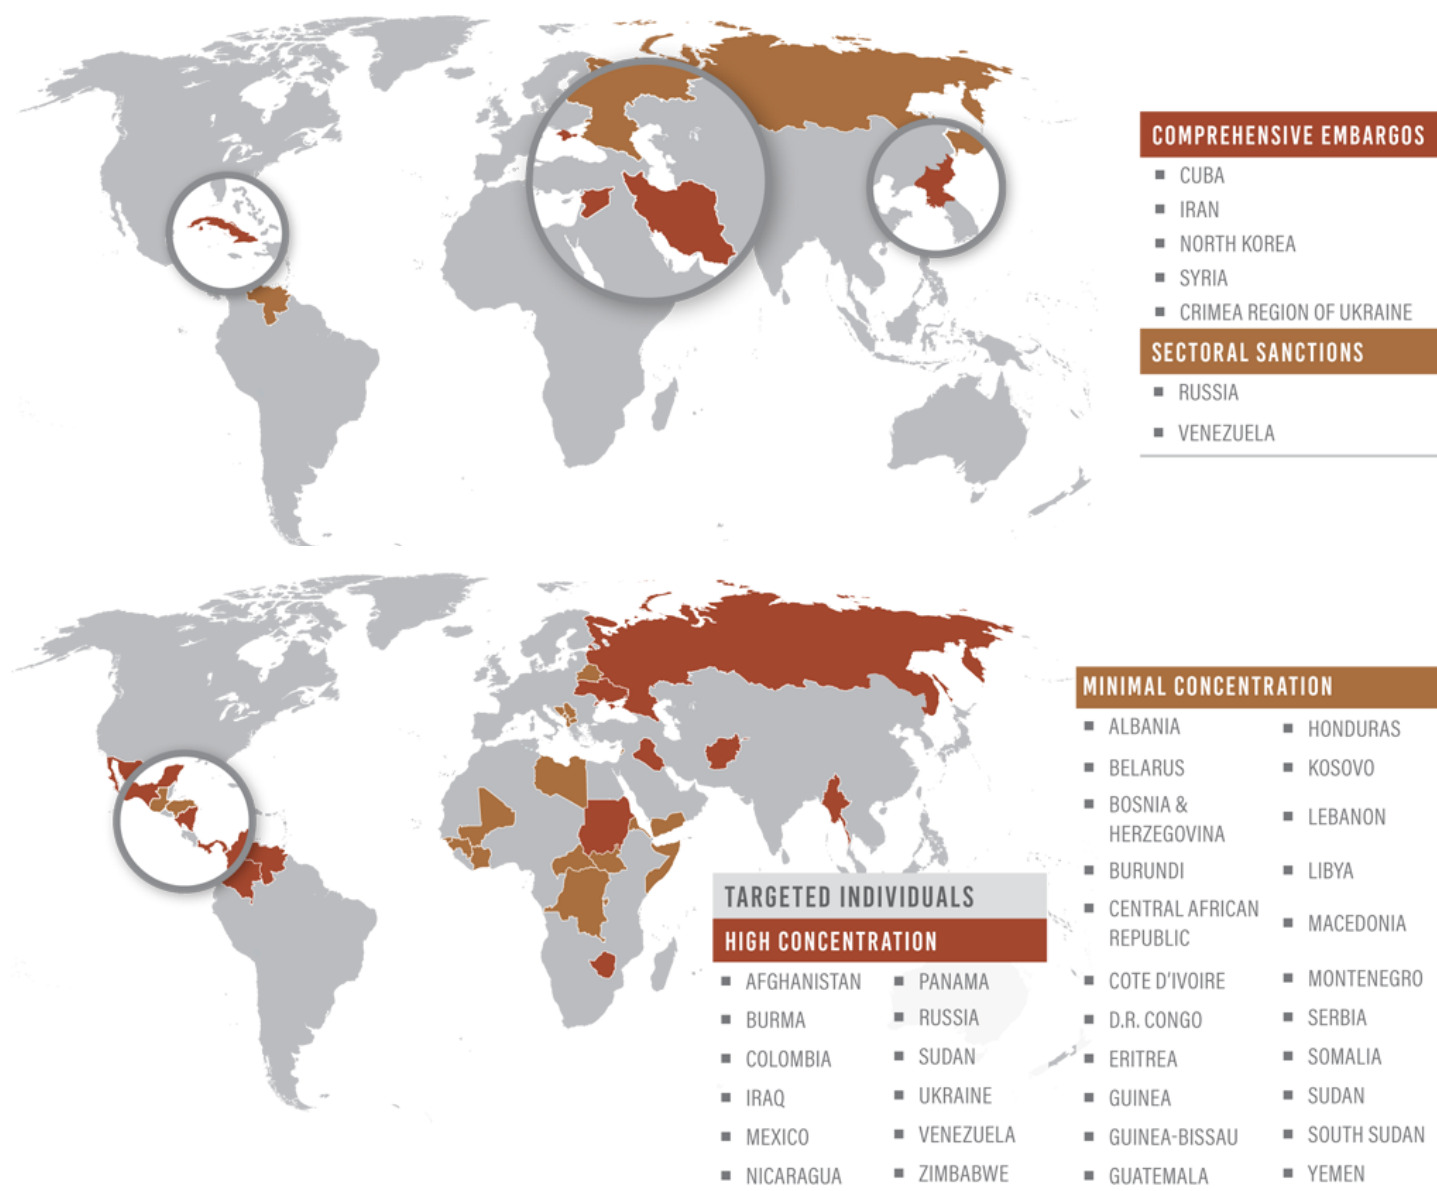 COMPREHENSIVE EMBARGOS
CUBA
IRAN
NORTH KOREA
SYRIA
CRIMEA REGION OF UKRAINE
SECTORAL SANCTIONS
RUSSIA
VENEZUELA
TARGETED INDIVIDUALS
HIGH CONCENTRATION
AFGHANISTAN
BURMA
COLOMBIA
IRAQ
MEXICO
NICARAGUA
PANAMA
RUSSIA
SUDAN
UKRAINE
VENEZUELA
ZIMBABWE
MINIMAL CONCENTRATION
ALBANIA
BELARUS
BOSNIA &
HERZEGOVINA
BURUNDI
CENTRAL AFRICAN
REPUBLIC
COTE D'IVOIRE
D.R. CONGO
ERITREA
GUINEA
GUINEA-BISSAU
GUATEMALA
HONDURAS
KOSOVO
LEBANON
LIBYA
MACEDONIA
MONTENEGRO
SERBIA
SOMALIA
SUDAN
SOUTH SUDAN
YEMEN